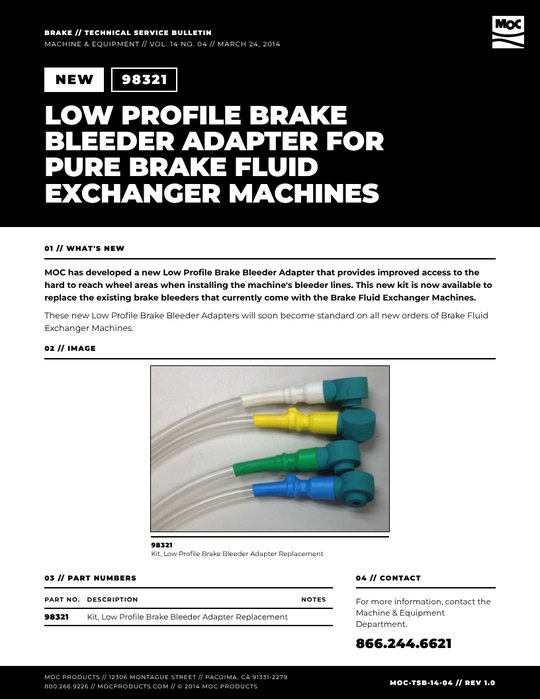 BRAKE // TECHNICAL SERVICE BULLETIN
MACHINE & EQUIPMENT // VOL. 14 NO. 04 // MARCH 24, 2014
MOC
NEW 98321
LOW PROFILE BRAKE
BLEEDER ADAPTER FOR
PURE BRAKE FLUID
EXCHANGER MACHINES
01 // WHAT'S NEW
MOC has developed a new Low Profile Brake Bleeder Adapter that provides improved access to the
hard to reach wheel areas when installing the machine's bleeder lines. This new kit is now available to
replace the existing brake bleeders that currently come with the Brake Fluid Exchanger Machines.
These new Low Profile Brake Bleeder Adapters will soon become standard on all new orders of Brake Fluid
Exchanger Machines.
02 // IMAGE
98321
Kit, Low Profile Brake Bleeder Adapter Replacement
03 // PART NUMBERS
PART NO. DESCRIPTION NOTES
98321 Kit, Low Profile Brake Bleeder Adapter Replacement
04 // CONTACT
For more information, contact the
Machine & Equipment
Department.
866.244.6621
MOC PRODUCTS // 12306 MONTAGUE STREET // PACOIMA, CA 91331-2279
800.266.9226 // MOCPRODUCTS.COM // © 2014 MOC PRODUCTS
MOC-TSB-14-04 // REV 1.0